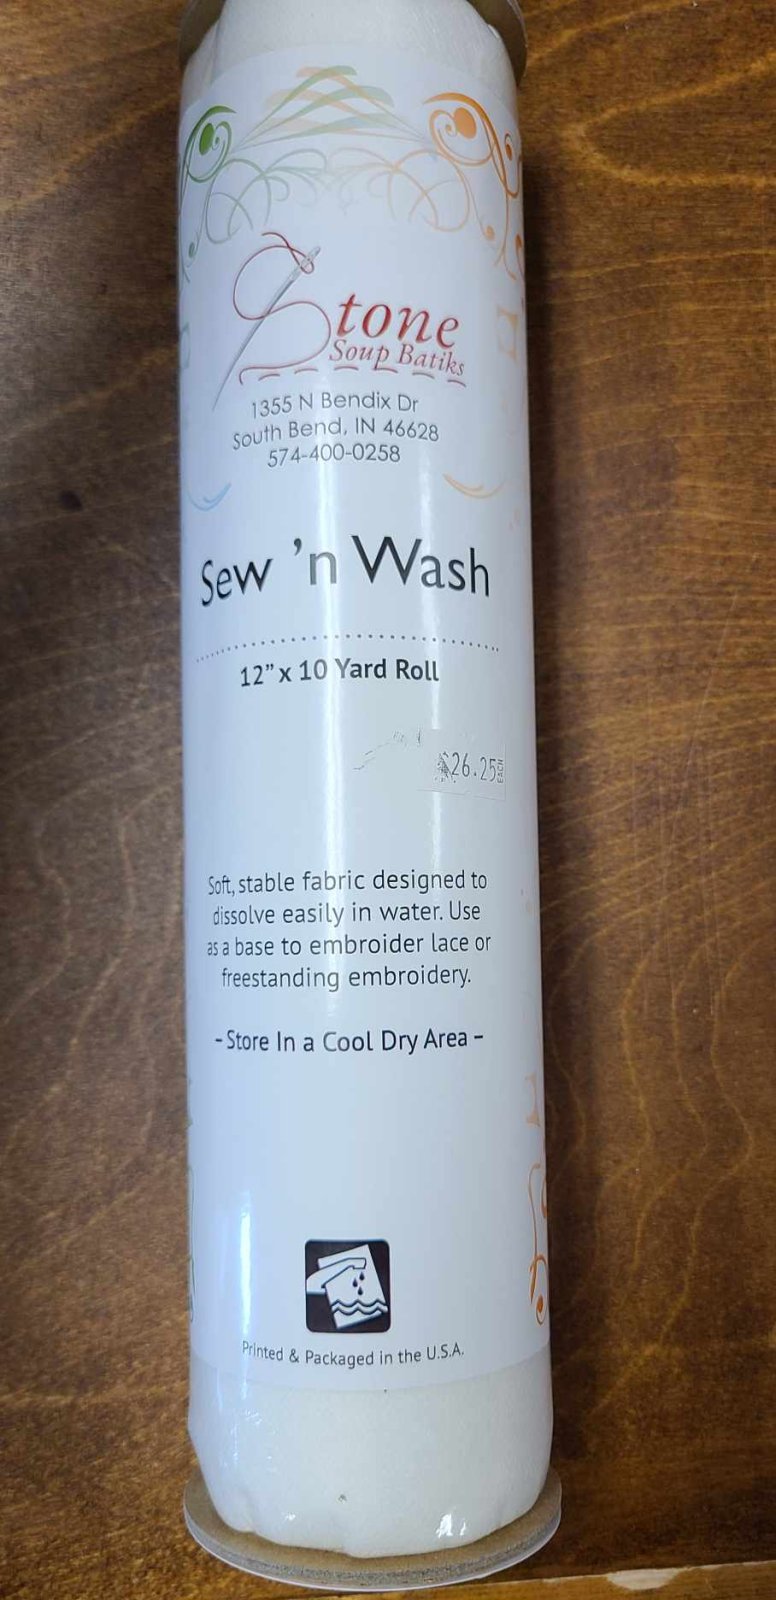 Stone
Soup Batiks
1355 N Bendix Dr
South Bend, IN 46628
574-400-0258
Sew 'n Wash
12” x 10 Yard Roll
$26.25 EACH
Soft, stable fabric designed to
dissolve easily in water. Use
as a base to embroider lace or
freestanding embroidery.
- Store In a Cool Dry Area -
Printed & Packaged in the U.S.A.